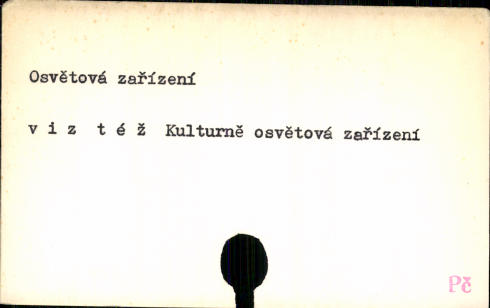 Osvětová zařízení
v i z  t é ž  Kulturně osvětová zařízení
Pč